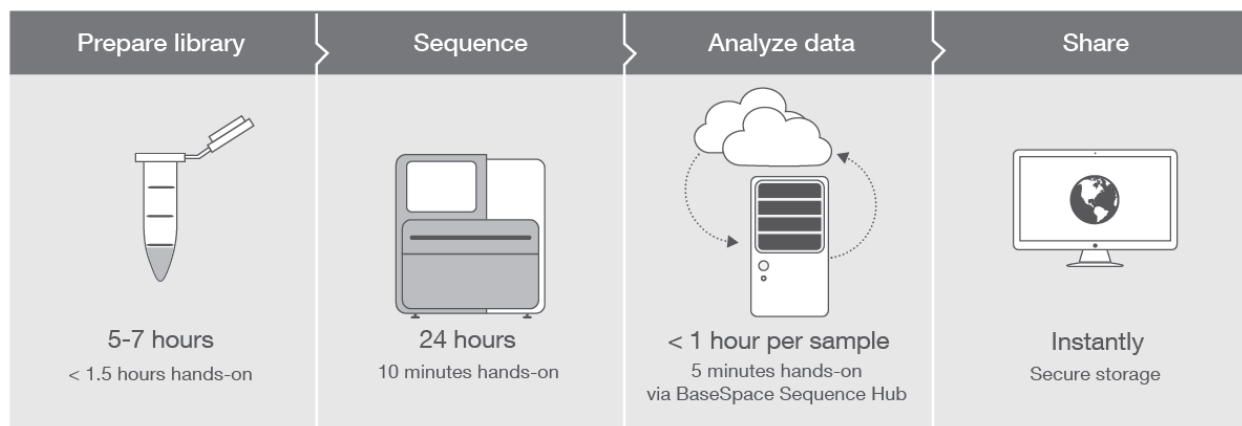 Prepare library
Sequence
Analyze data
Share
5-7 hours
< 1.5 hours hands-on
24 hours
10 minutes hands-on
< 1 hour per sample
5 minutes hands-on
via BaseSpace Sequence Hub
Instantly
Secure storage